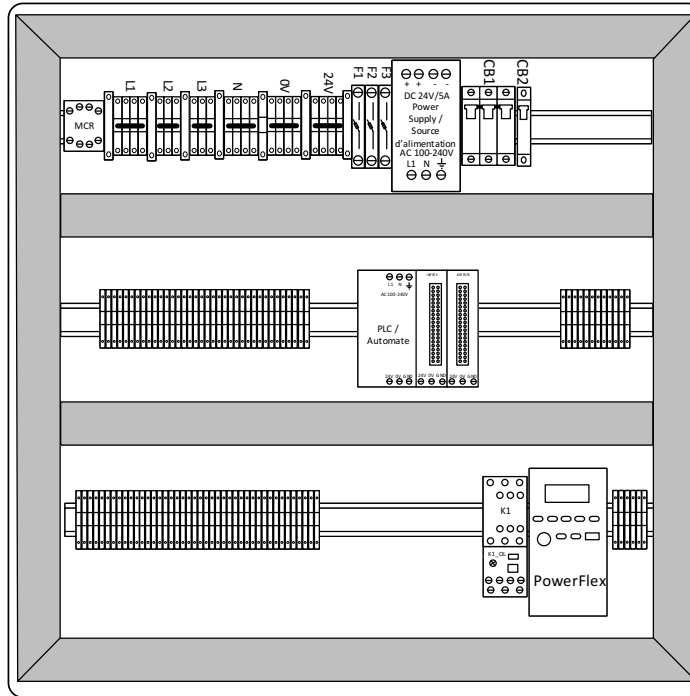 MCR
L1
L2
L3
N
0V
24V
F1
F2
F3
+ + - -
DC 24V/5A
Power
Supply /
Source
d'alimentation
AC 100-240V
L1 N
CB1
CB2
L1 N
AC 100-240V
PLC /
Automate
24V 0V GND
INPUTS
24V 0V GND
OUTPUTS
24V 0V GND
K1
K1_OL
PowerFlex